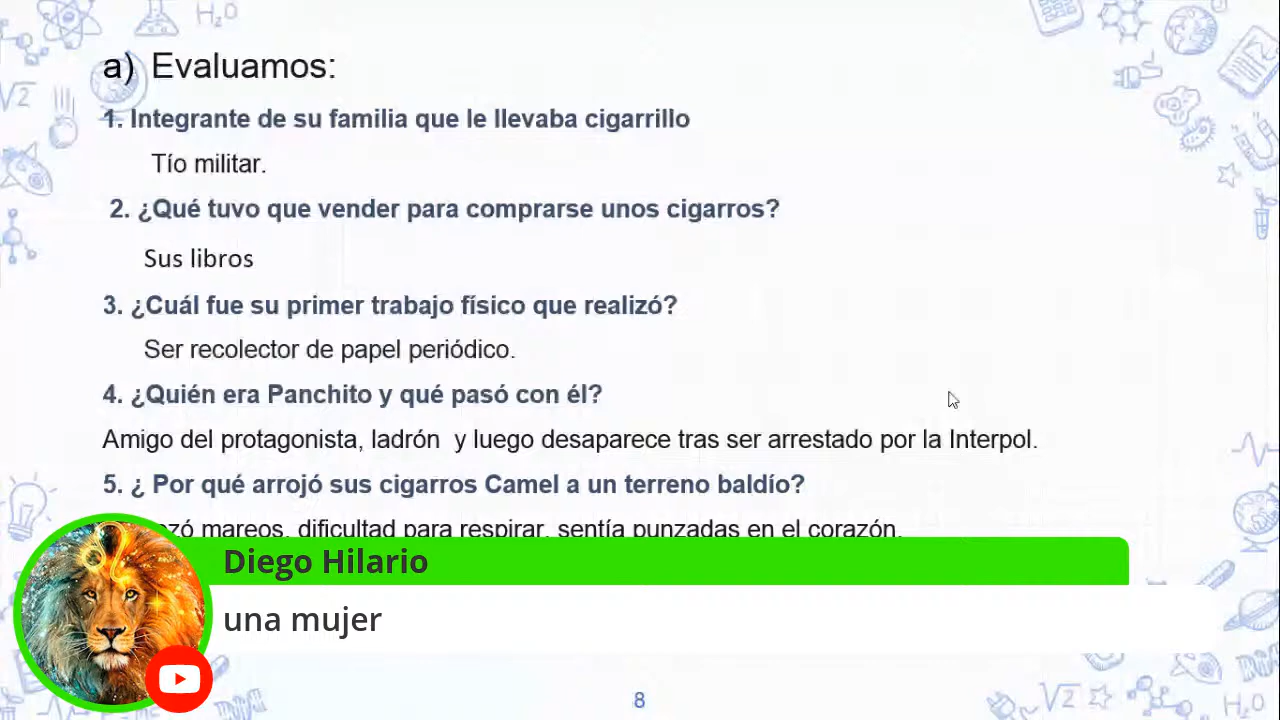 a) Evaluamos:
1. Integrante de su familia que le llevaba cigarrillo
Tío militar.
2. ¿Qué tuvo que vender para comprarse unos cigarros?
Sus libros
3. ¿Cuál fue su primer trabajo físico que realizó?
Ser recolector de papel periódico.
4. ¿Quién era Panchito y qué pasó con él?
Amigo del protagonista, ladrón y luego desaparece tras ser arrestado por la Interpol.
5. ¿ Por qué arrojó sus cigarros Camel a un terreno baldío?
mareos, dificultad para respirar, sentía punzadas en el corazón.
Diego Hilario
una mujer
8
H₂O
√2
√2
H₂O